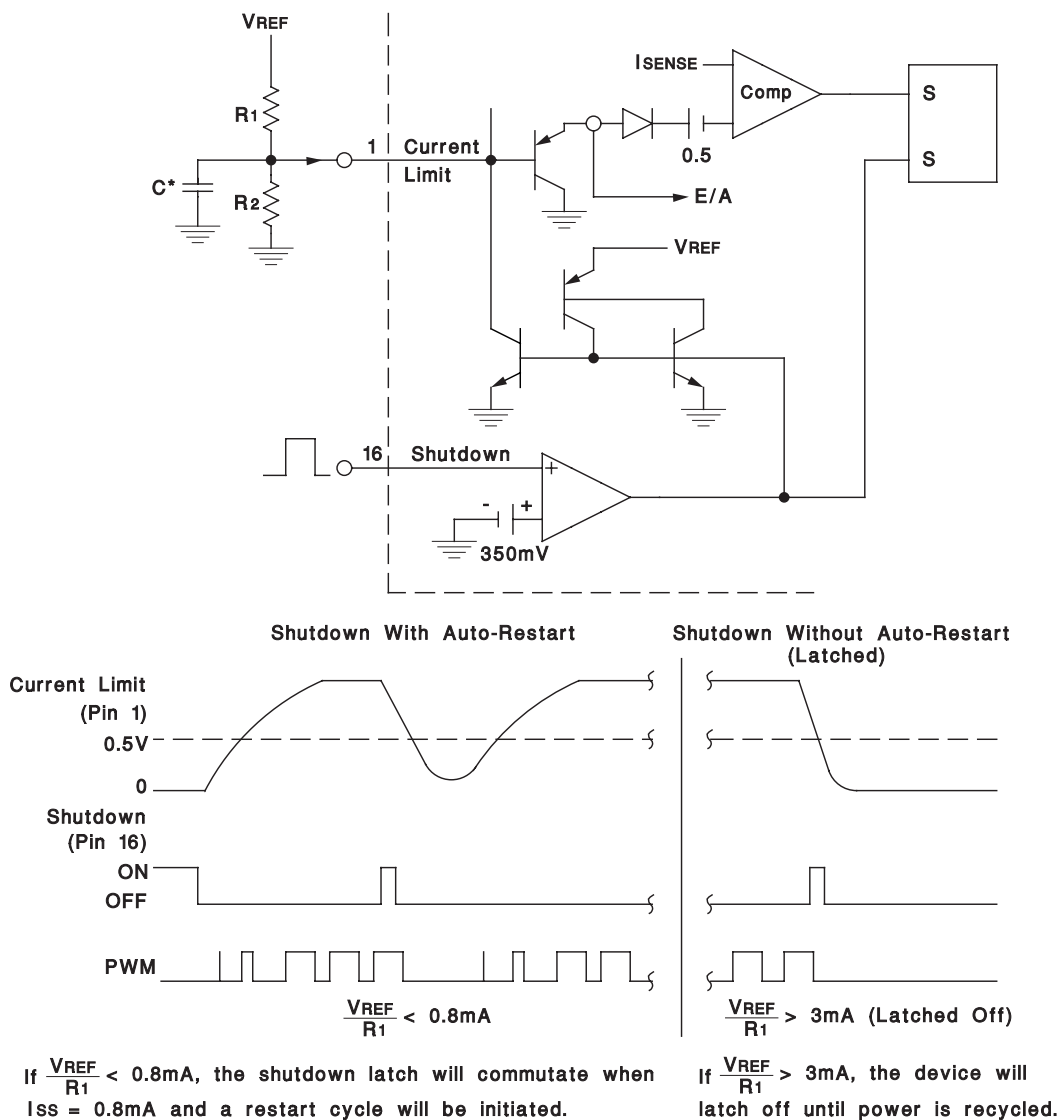 VREF
R1
C*
R2
1
Current
Limit
ISENSE
Comp
0.5
E/A
S
S
VREF
16
Shutdown
+
- +
350mV
Shutdown With Auto-Restart
Shutdown Without Auto-Restart
(Latched)
Current Limit
(Pin 1)
0.5V
0
Shutdown
(Pin 16)
ON
OFF
PWM
VREF
R1
< 0.8mA
VREF
R1
> 3mA (Latched Off)
If VREF/R1 < 0.8mA, the shutdown latch will commutate when
ISS = 0.8mA and a restart cycle will be initiated.
If VREF/R1 > 3mA, the device will
latch off until power is recycled.